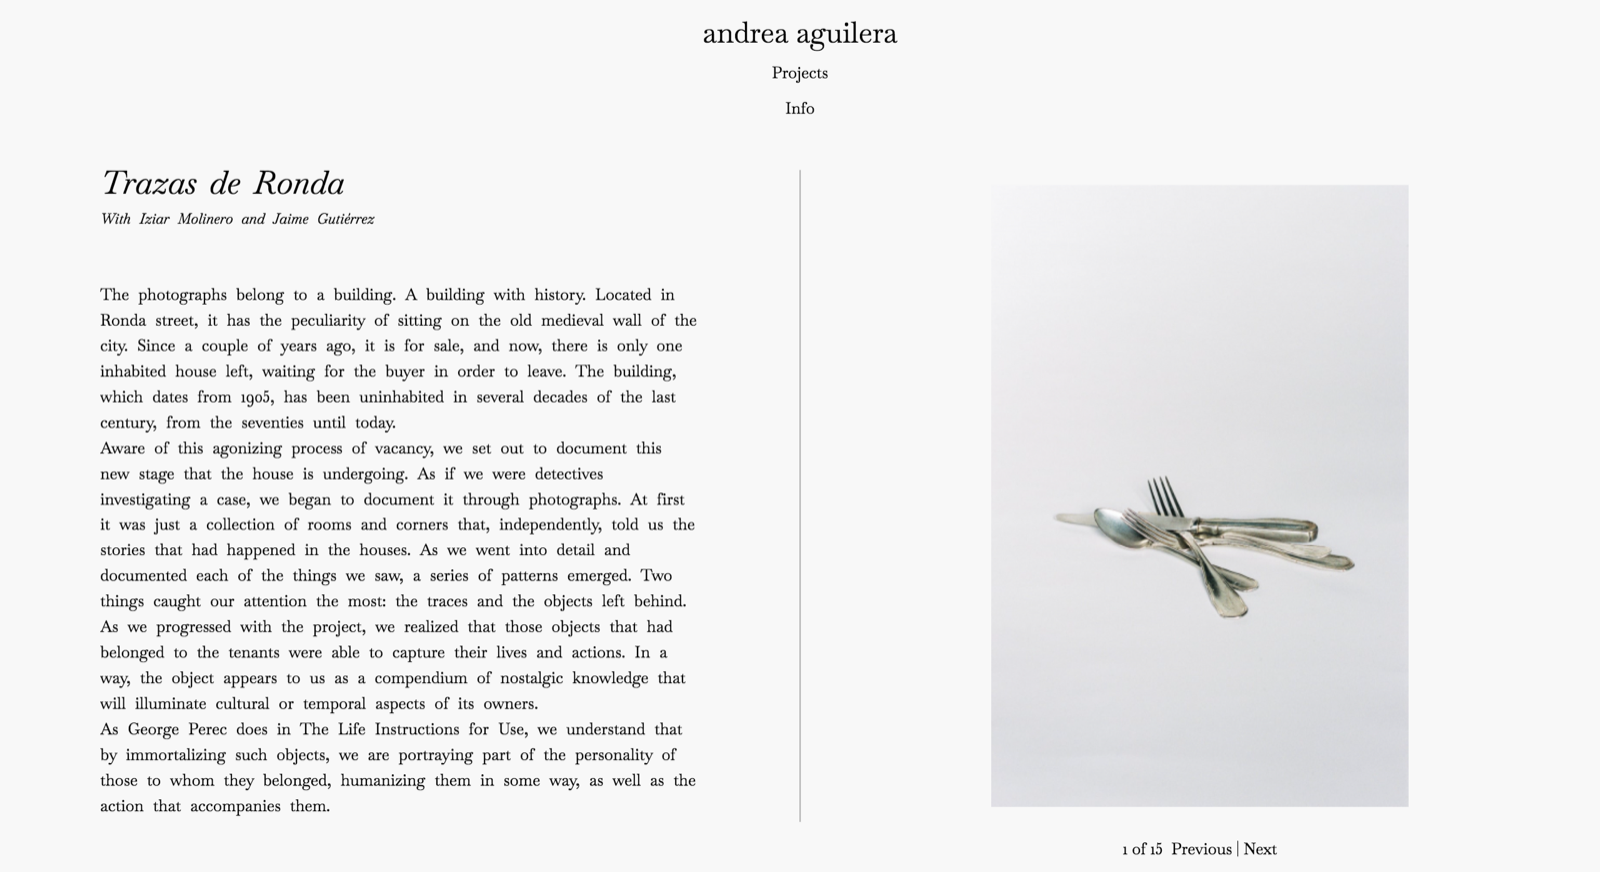 andrea aguilera
Projects
Info
Trazas de Ronda
With Iziar Molinero and Jaime Gutiérrez
The photographs belong to a building. A building with history. Located in
Ronda street, it has the peculiarity of sitting on the old medieval wall of the
city. Since a couple of years ago, it is for sale, and now, there is only one
inhabited house left, waiting for the buyer in order to leave. The building,
which dates from 1905, has been uninhabited in several decades of the last
century, from the seventies until today.
Aware of this agonizing process of vacancy, we set out to document this
new stage that the house is undergoing. As if we were detectives
investigating a case, we began to document it through photographs. At first
it was just a collection of rooms and corners that, independently, told us the
stories that had happened in the houses. As we went into detail and
documented each of the things we saw, a series of patterns emerged. Two
things caught our attention the most: the traces and the objects left behind.
As we progressed with the project, we realized that those objects that had
belonged to the tenants were able to capture their lives and actions. In a
way, the object appears to us as a compendium of nostalgic knowledge that
will illuminate cultural or temporal aspects of its owners.
As George Perec does in The Life Instructions for Use, we understand that
by immortalizing such objects, we are portraying part of the personality of
those to whom they belonged, humanizing them in some way, as well as the
action that accompanies them.
1 of 15 Previous | Next